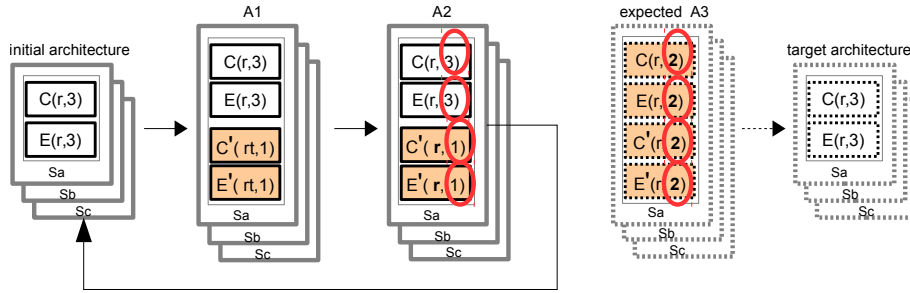 initial architecture
C(r,3)
E(r,3)
Sa
Sb
Sc
A1
C(r,3)
E(r,3)
C'( rt,1)
E'( rt,1)
Sa
Sb
Sc
A2
C(r, 3)
E(r, 3)
C'( r, 1)
E'( r, 1)
Sa
Sb
Sc
expected A3
C(r, 2)
E(r, 2)
C'(r, 2)
E'(r, 2)
Sa
Sb
Sc
target architecture
C(r,3)
E(r,3)
Sa
Sb
Sc